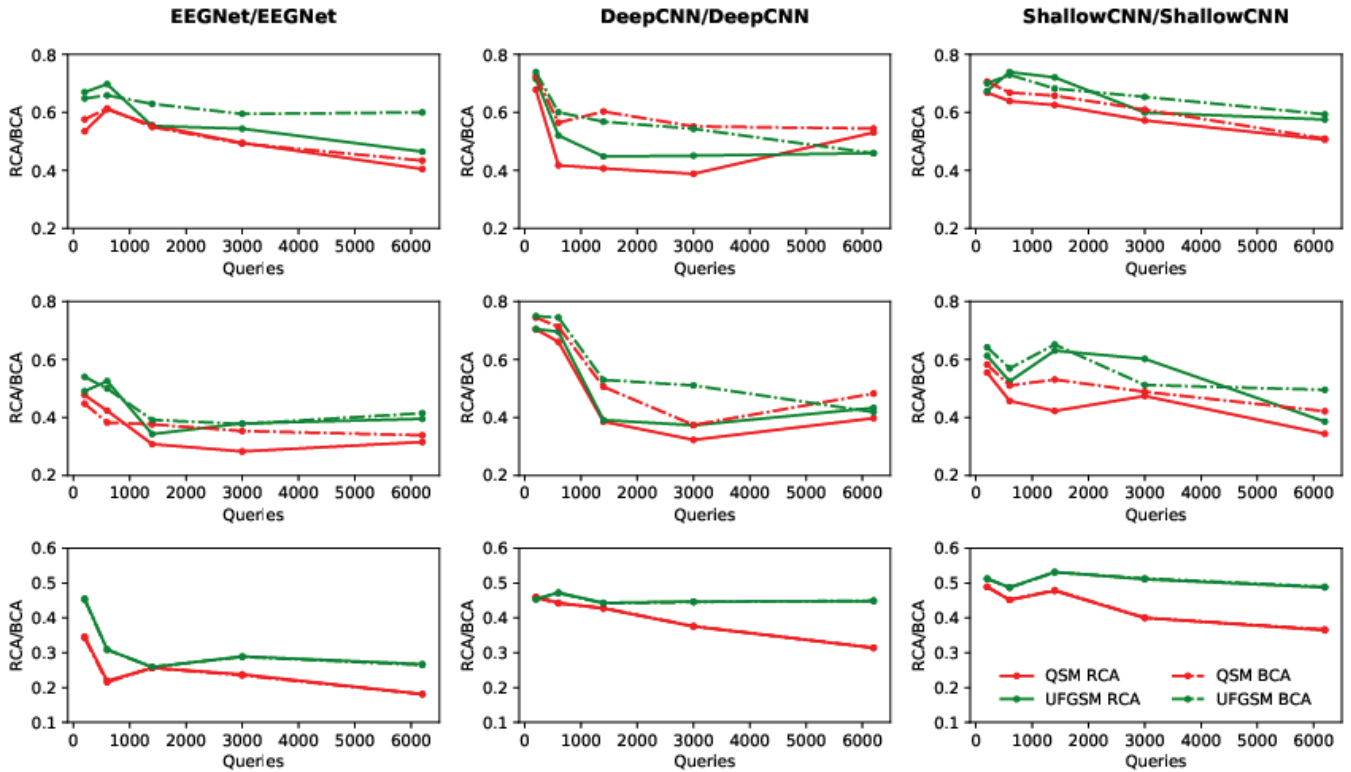 EEGNet/EEGNet DeepCNN/DeepCNN ShallowCNN/ShallowCNN
0.8 0.8 0.8
0.6 0.6 0.6
0.4 0.4 0.4
0.2 0.2 0.2
RCA/BCA RCA/BCA RCA/BCA
0 1000 2000 3000 4000 5000 6000 0 1000 2000 3000 4000 5000 6000 0 1000 2000 3000 4000 5000 6000
Queries Queries Queries
0.8 0.8 0.8
0.6 0.6 0.6
0.4 0.4 0.4
0.2 0.2 0.2
RCA/BCA RCA/BCA RCA/BCA
0 1000 2000 3000 4000 5000 6000 0 1000 2000 3000 4000 5000 6000 0 1000 2000 3000 4000 5000 6000
Queries Queries Queries
0.6 0.6 0.6
0.5 0.5 0.5
0.4 0.4 0.4
0.3 0.3 0.3
0.2 0.2 0.2
0.1 0.1 0.1
RCA/BCA RCA/BCA RCA/BCA
QSM RCA QSM BCA
UFGSM RCA UFGSM BCA
0 1000 2000 3000 4000 5000 6000 0 1000 2000 3000 4000 5000 6000 0 1000 2000 3000 4000 5000 6000
Queries Queries Queries